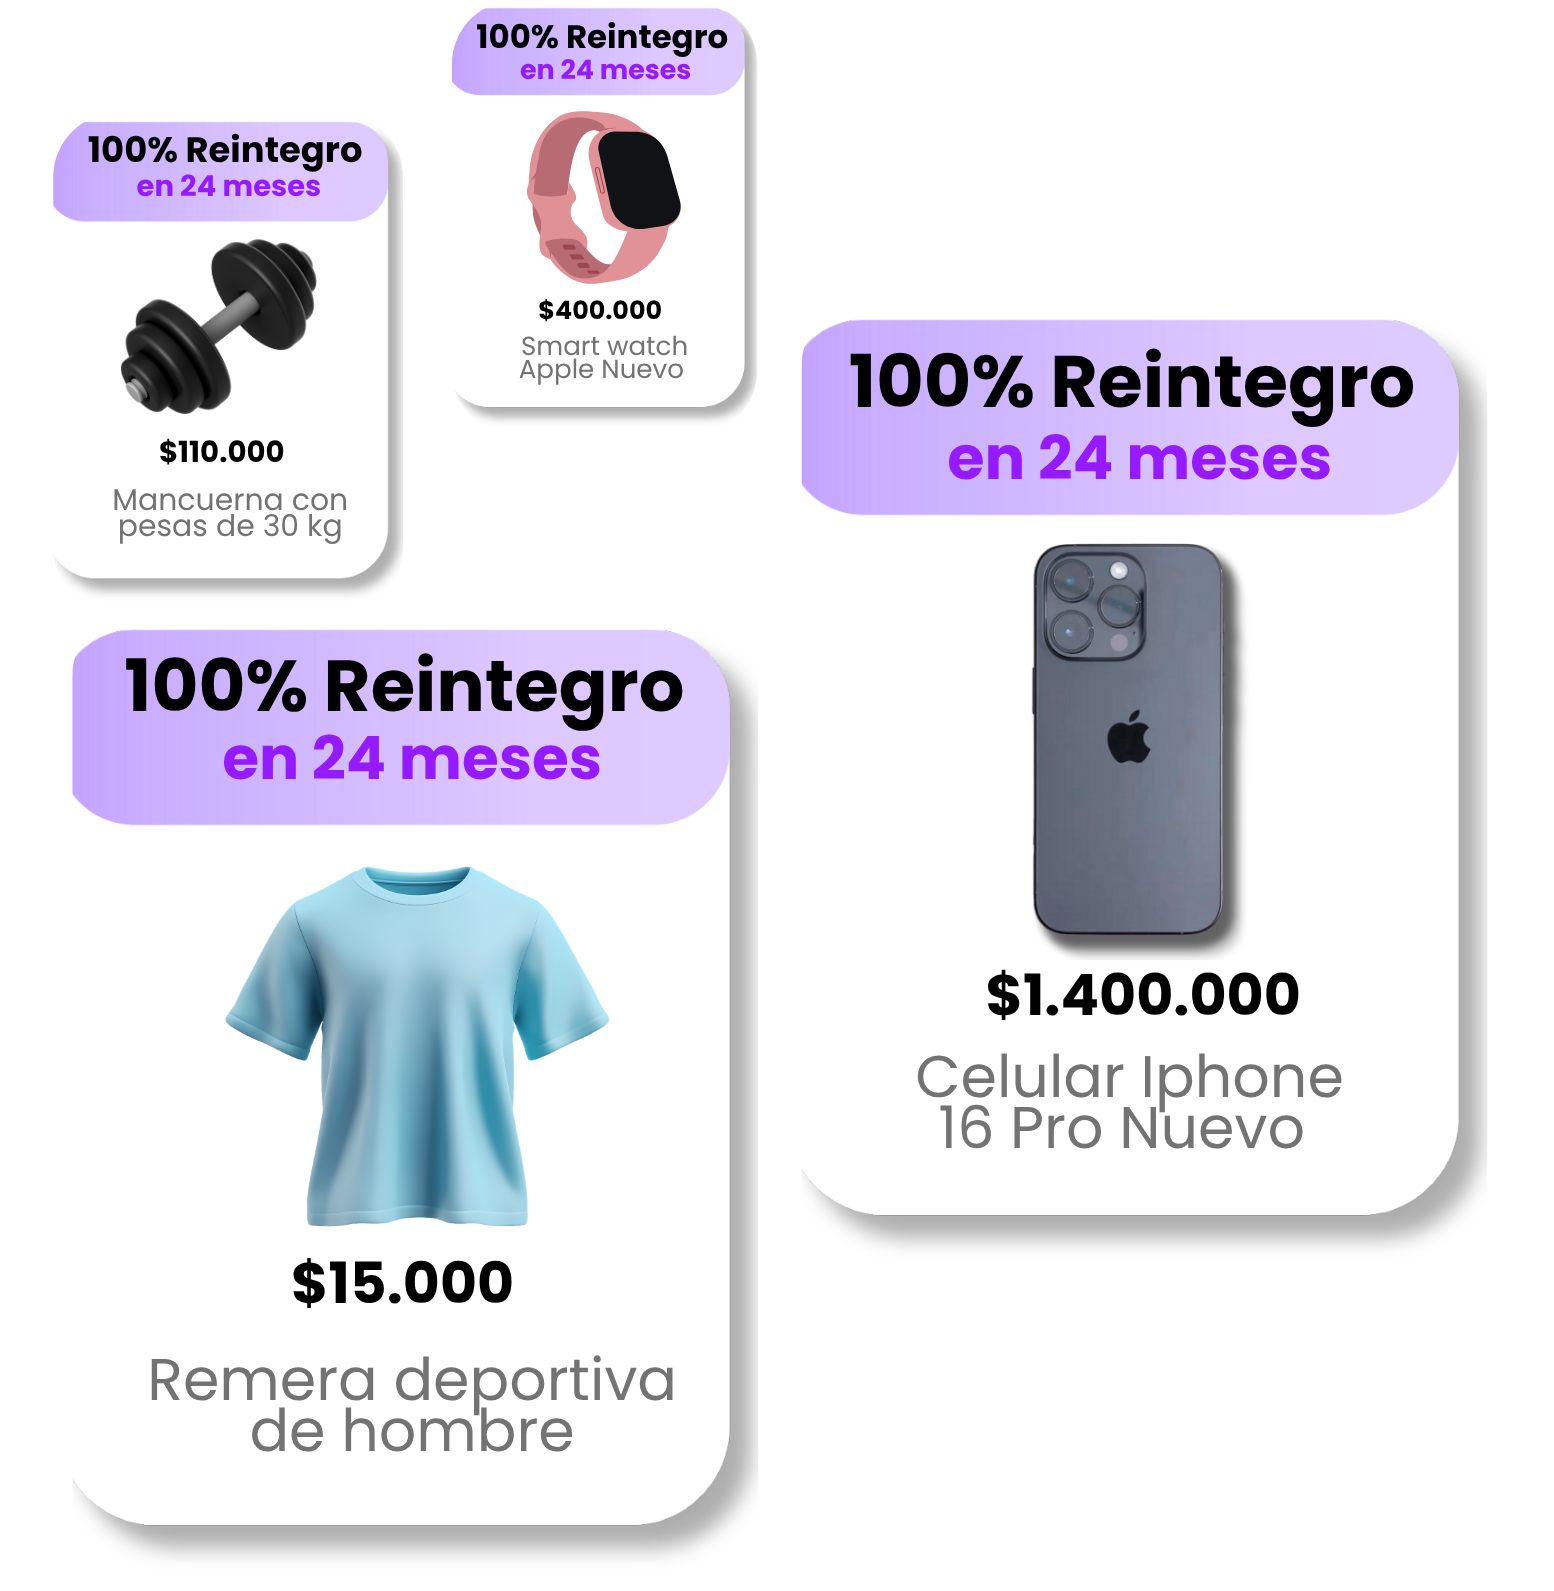 100% Reintegro
en 24 meses
$400.000
Smart watch
Apple Nuevo
100% Reintegro
en 24 meses
$110.000
Mancuerna con
pesas de 30 kg
100% Reintegro
en 24 meses
$1.400.000
Celular Iphone
16 Pro Nuevo
100% Reintegro
en 24 meses
$15.000
Remera deportiva
de hombre